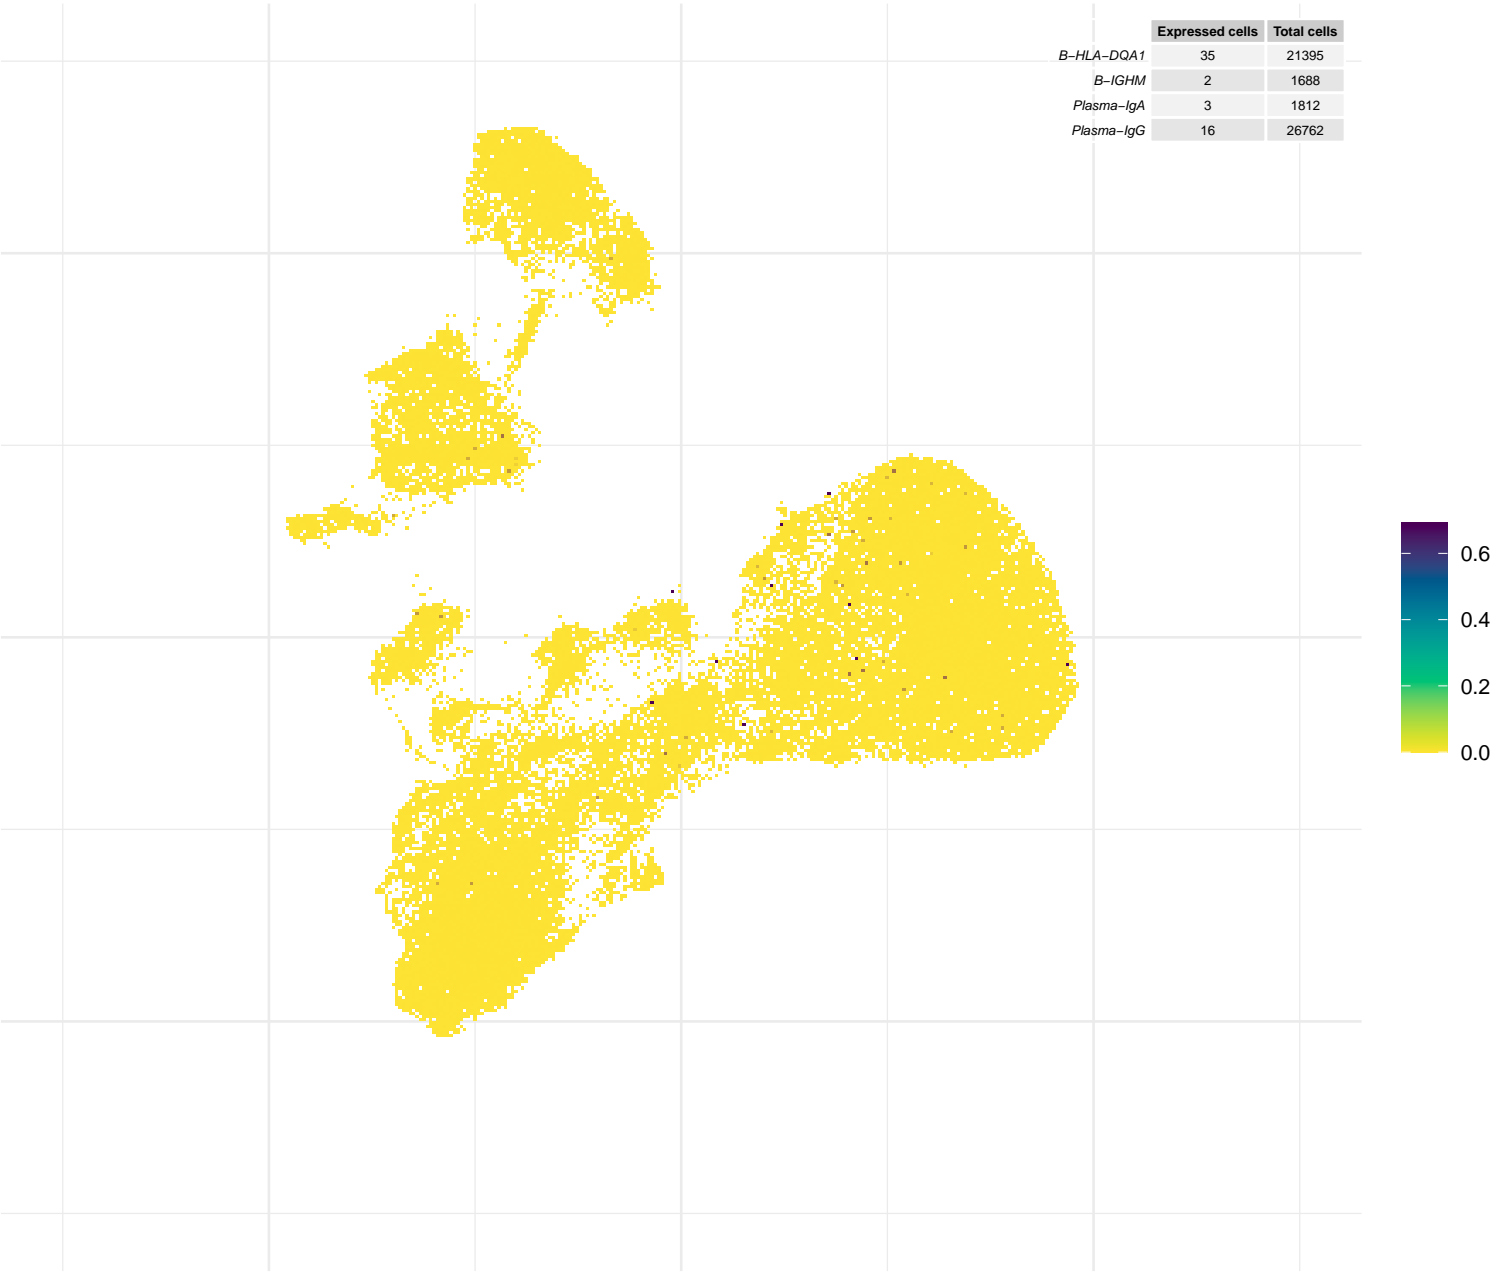 Expressed cells Total cells
B−HLA−DQA1 35 21395
B−IGHM 2 1688
Plasma−IgA 3 1812
Plasma−IgG 16 26762
0.6
0.4
0.2
0.0